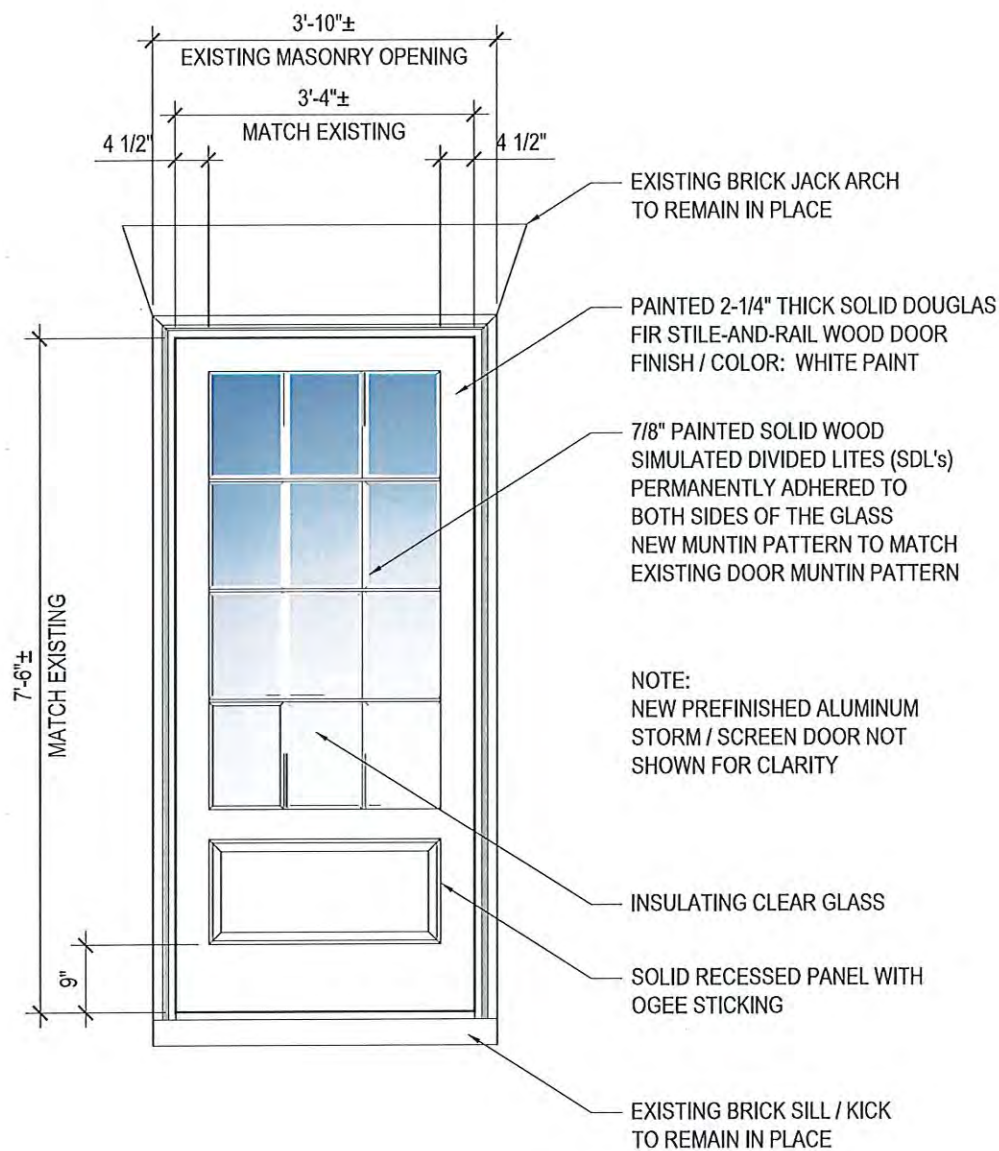 3'-10"±
EXISTING MASONRY OPENING
3'-4"±
MATCH EXISTING
4 1/2"
4 1/2"
EXISTING BRICK JACK ARCH
TO REMAIN IN PLACE
PAINTED 2-1/4" THICK SOLID DOUGLAS
FIR STILE-AND-RAIL WOOD DOOR
FINISH / COLOR: WHITE PAINT
7/8" PAINTED SOLID WOOD
SIMULATED DIVIDED LITES (SDL's)
PERMANENTLY ADHERED TO
BOTH SIDES OF THE GLASS
NEW MUNTIN PATTERN TO MATCH
EXISTING DOOR MUNTIN PATTERN
7'-6"±
MATCH EXISTING
NOTE:
NEW PREFINISHED ALUMINUM
STORM / SCREEN DOOR NOT
SHOWN FOR CLARITY
INSULATING CLEAR GLASS
9"
SOLID RECESSED PANEL WITH
OGEE STICKING
EXISTING BRICK SILL / KICK
TO REMAIN IN PLACE